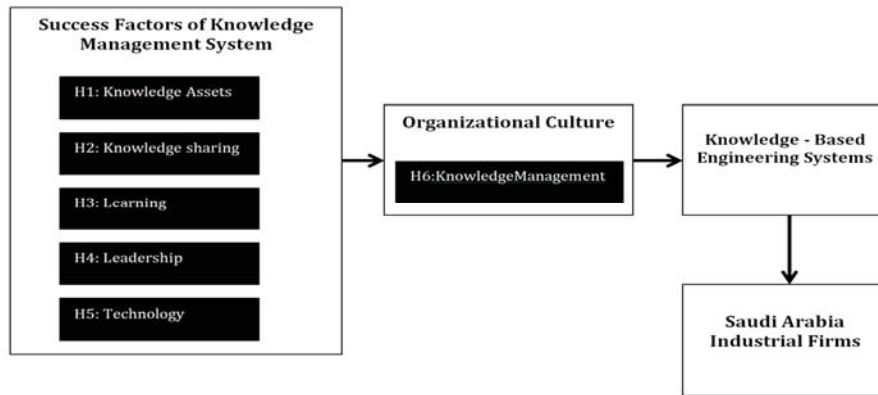 Success Factors of Knowledge
Management System
H1: Knowledge Assets
H2: Knowledge sharing
H3: Learning
H4: Leadership
H5: Technology
Organizational Culture
H6:KnowledgeManagement
Knowledge - Based
Engineering Systems
Saudi Arabia
Industrial Firms